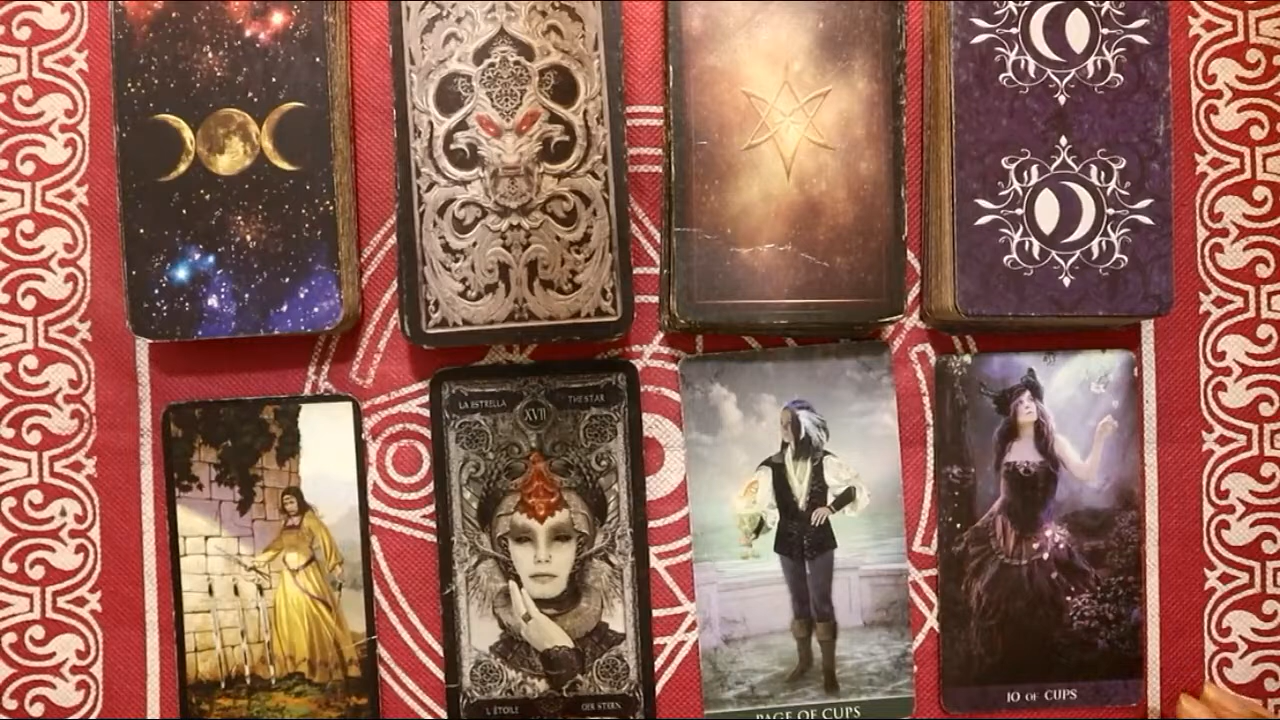 LA ESTRELLA THE STAR
XVII
L'ÉTOILE DER STERN
PAGE OF CUPS
10 OF CUPS